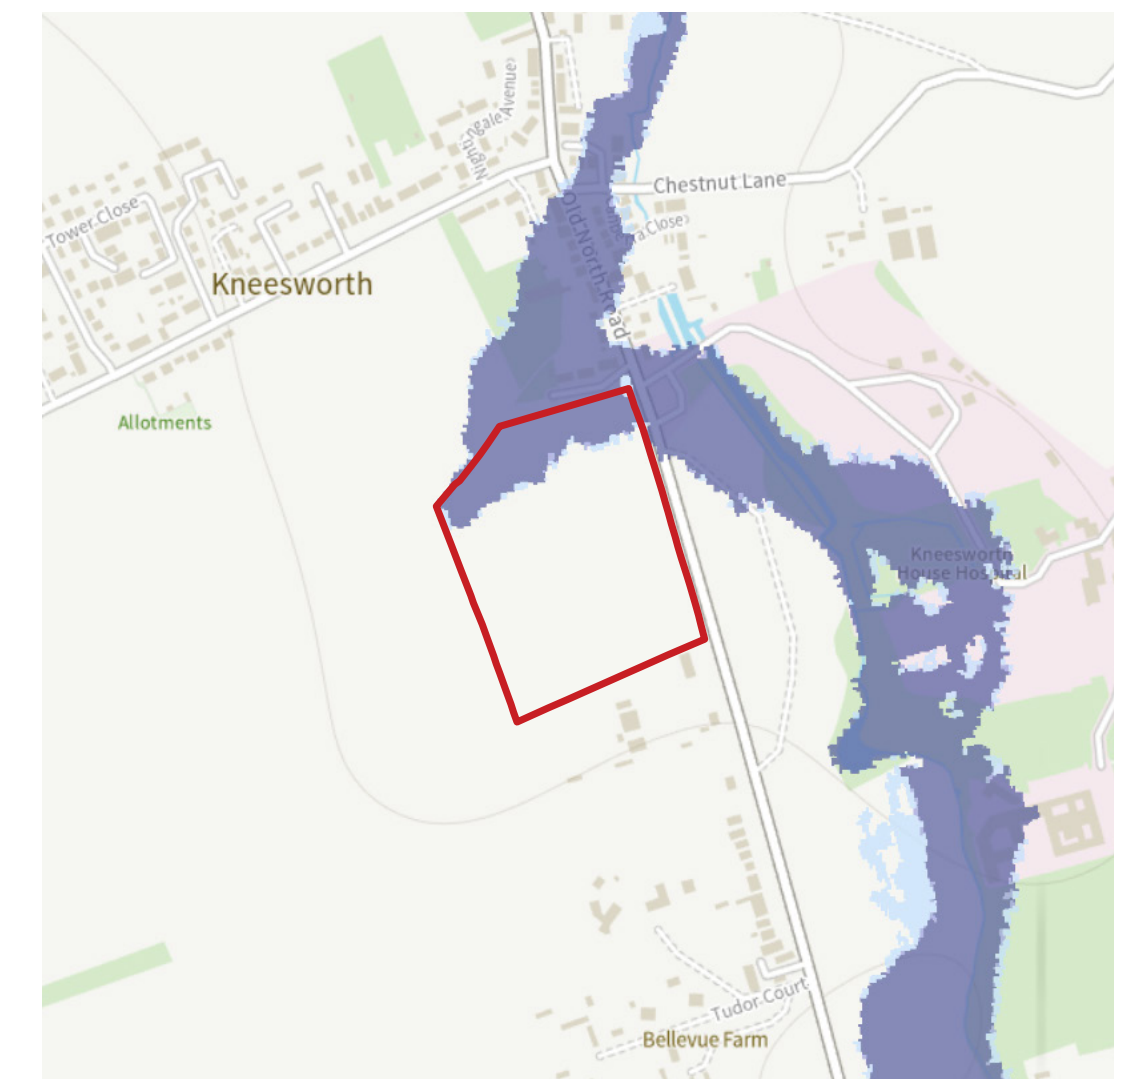 Nightingale Avenue
Chestnut Lane
Tower Close
Old North Road
Kneesworth
Allotments
Kneesworth
House Hospital
Tudor Court
Bellevue Farm